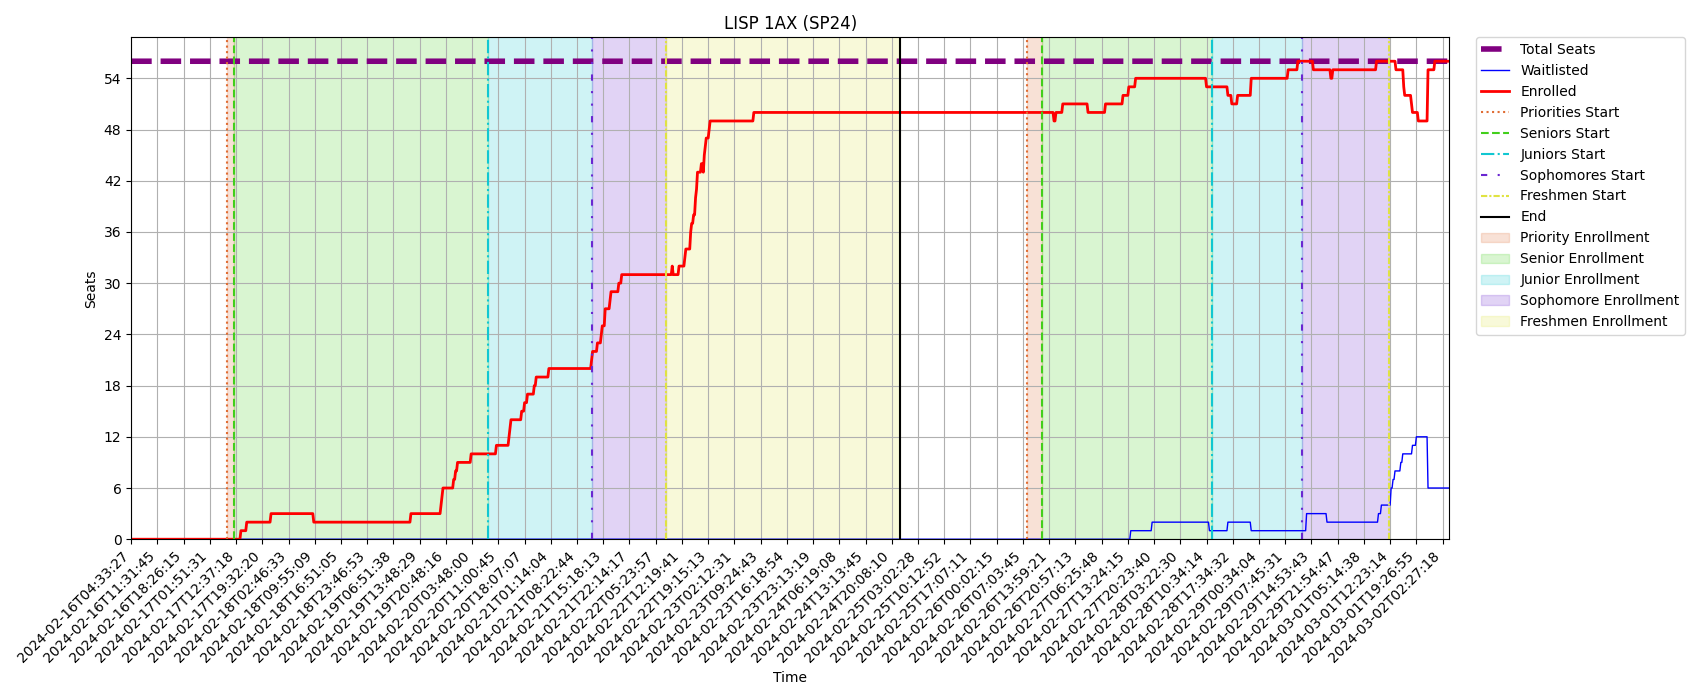 LISP 1AX (SP24)
Seats
54
48
42
36
30
24
18
12
6
0
2024-02-16T04:33:27
2024-02-16T11:31:45
2024-02-16T18:26:15
2024-02-17T01:51:31
2024-02-17T12:37:18
2024-02-17T19:32:20
2024-02-18T02:46:33
2024-02-18T09:55:09
2024-02-18T16:51:05
2024-02-18T23:46:53
2024-02-19T06:51:38
2024-02-19T13:48:29
2024-02-19T20:48:16
2024-02-20T03:48:00
2024-02-20T11:00:45
2024-02-20T18:07:07
2024-02-21T01:14:04
2024-02-21T08:22:44
2024-02-21T15:18:13
2024-02-21T22:14:17
2024-02-22T05:23:57
2024-02-22T12:19:41
2024-02-22T19:15:13
2024-02-23T02:12:31
2024-02-23T09:24:43
2024-02-23T16:18:54
2024-02-23T23:13:19
2024-02-24T06:19:08
2024-02-24T13:13:45
2024-02-24T20:08:10
2024-02-25T03:02:28
2024-02-25T10:12:52
2024-02-25T17:07:11
2024-02-26T00:02:15
2024-02-26T07:03:45
2024-02-26T13:59:21
2024-02-26T20:57:13
2024-02-27T06:25:48
2024-02-27T13:24:15
2024-02-27T20:23:40
2024-02-28T03:22:30
2024-02-28T10:34:14
2024-02-28T17:34:32
2024-02-29T00:34:04
2024-02-29T07:45:31
2024-02-29T14:53:43
2024-02-29T21:54:47
2024-03-01T05:14:38
2024-03-01T12:23:14
2024-03-01T19:26:55
2024-03-02T02:27:18
Time
Total Seats
Waitlisted
Enrolled
Priorities Start
Seniors Start
Juniors Start
Sophomores Start
Freshmen Start
End
Priority Enrollment
Senior Enrollment
Junior Enrollment
Sophomore Enrollment
Freshmen Enrollment